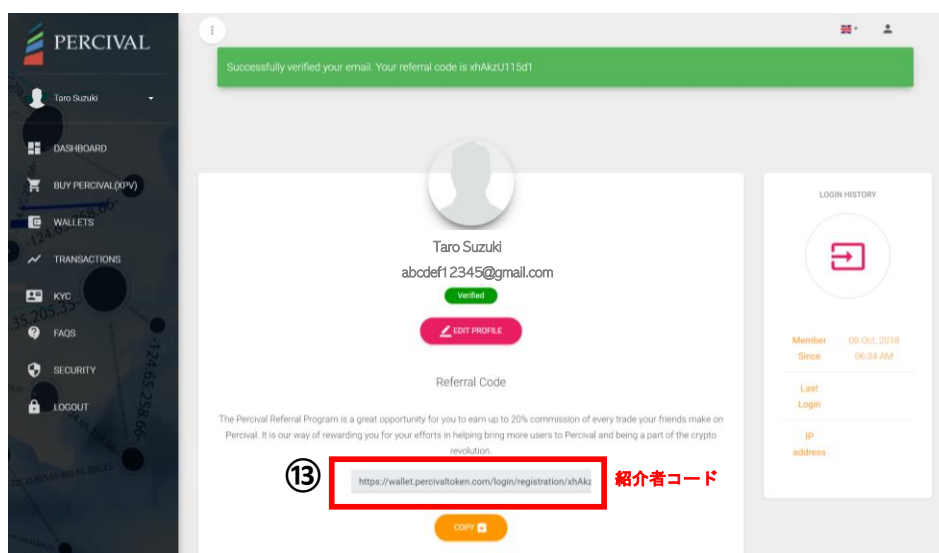 PERCIVAL
Successfully verified your email. Your referral code is xhAkzU115d1
Taro Suzuki
DASHBOARD
BUY PERCIVAL(XPV)
WALLETS
TRANSACTIONS
KYC
FAQS
SECURITY
LOGOUT
Taro Suzuki
abcdef12345@gmail.com
Verified
EDIT PROFILE
Referral Code
The Percival Referral Program is a great opportunity for you to earn up to 20% commission of every trade your friends make on
Percival. It is our way of rewarding you for your efforts in helping bring more users to Percival and being a part of the crypto
revolution.
⑬
https://wallet.percivaltoken.com/login/registration/xhAkz
紹介者コード
COPY
LOGIN HISTORY
Member 08 Oct, 2018
Since 06:34 AM
Last
Login
IP
address